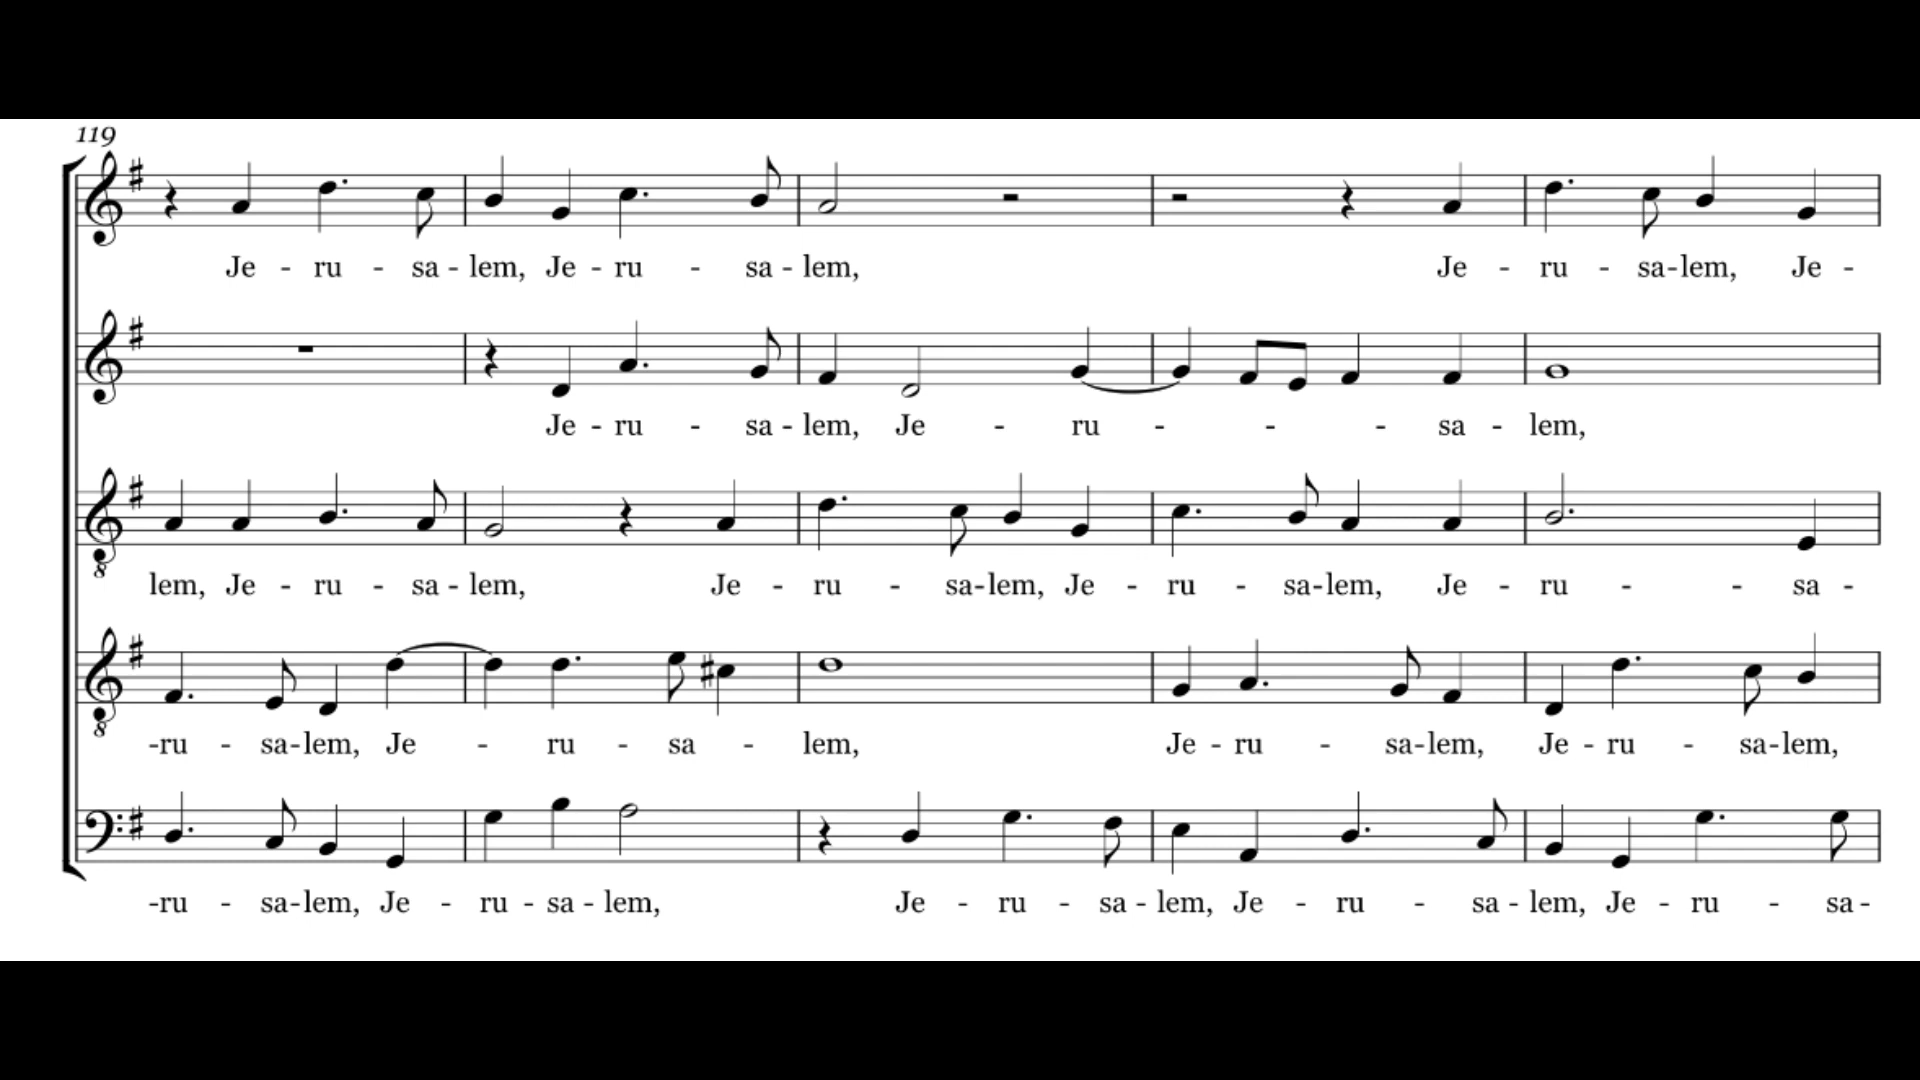 119
Je - ru - sa - lem, Je - ru - sa - lem, Je - ru - sa - lem, Je -
Je - ru - sa - lem, Je - ru - - - sa - lem,
lem, Je - ru - sa - lem, Je - ru - sa - lem, Je - ru - sa - lem, Je - ru - - sa -
8
-ru - sa - lem, Je - ru - sa - lem, Je - ru - sa - lem, Je - ru - sa - lem,
8
-ru - sa - lem, Je - ru - sa - lem, Je - ru - sa - lem, Je - ru - sa - lem, Je - ru - sa -